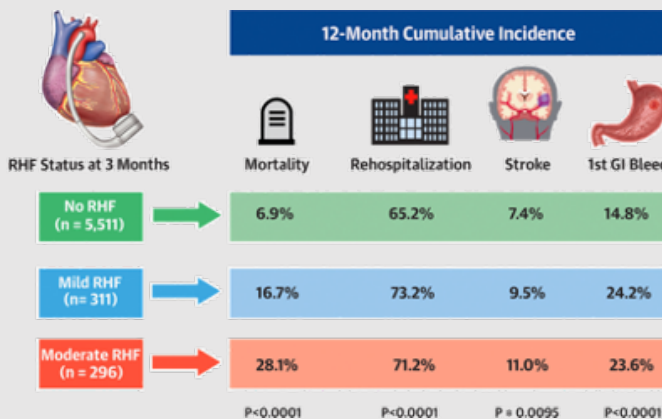 12-Month Cumulative Incidence
RHF Status at 3 Months
Mortality
Rehospitalization
Stroke
1st GI Bleed
No RHF
(n = 5,511)
6.9%
65.2%
7.4%
14.8%
Mild RHF
(n= 311)
16.7%
73.2%
9.5%
24.2%
Moderate RHF
(n = 296)
28.1%
71.2%
11.0%
23.6%
P<0.0001
P<0.0001
P = 0.0095
P<0.0001